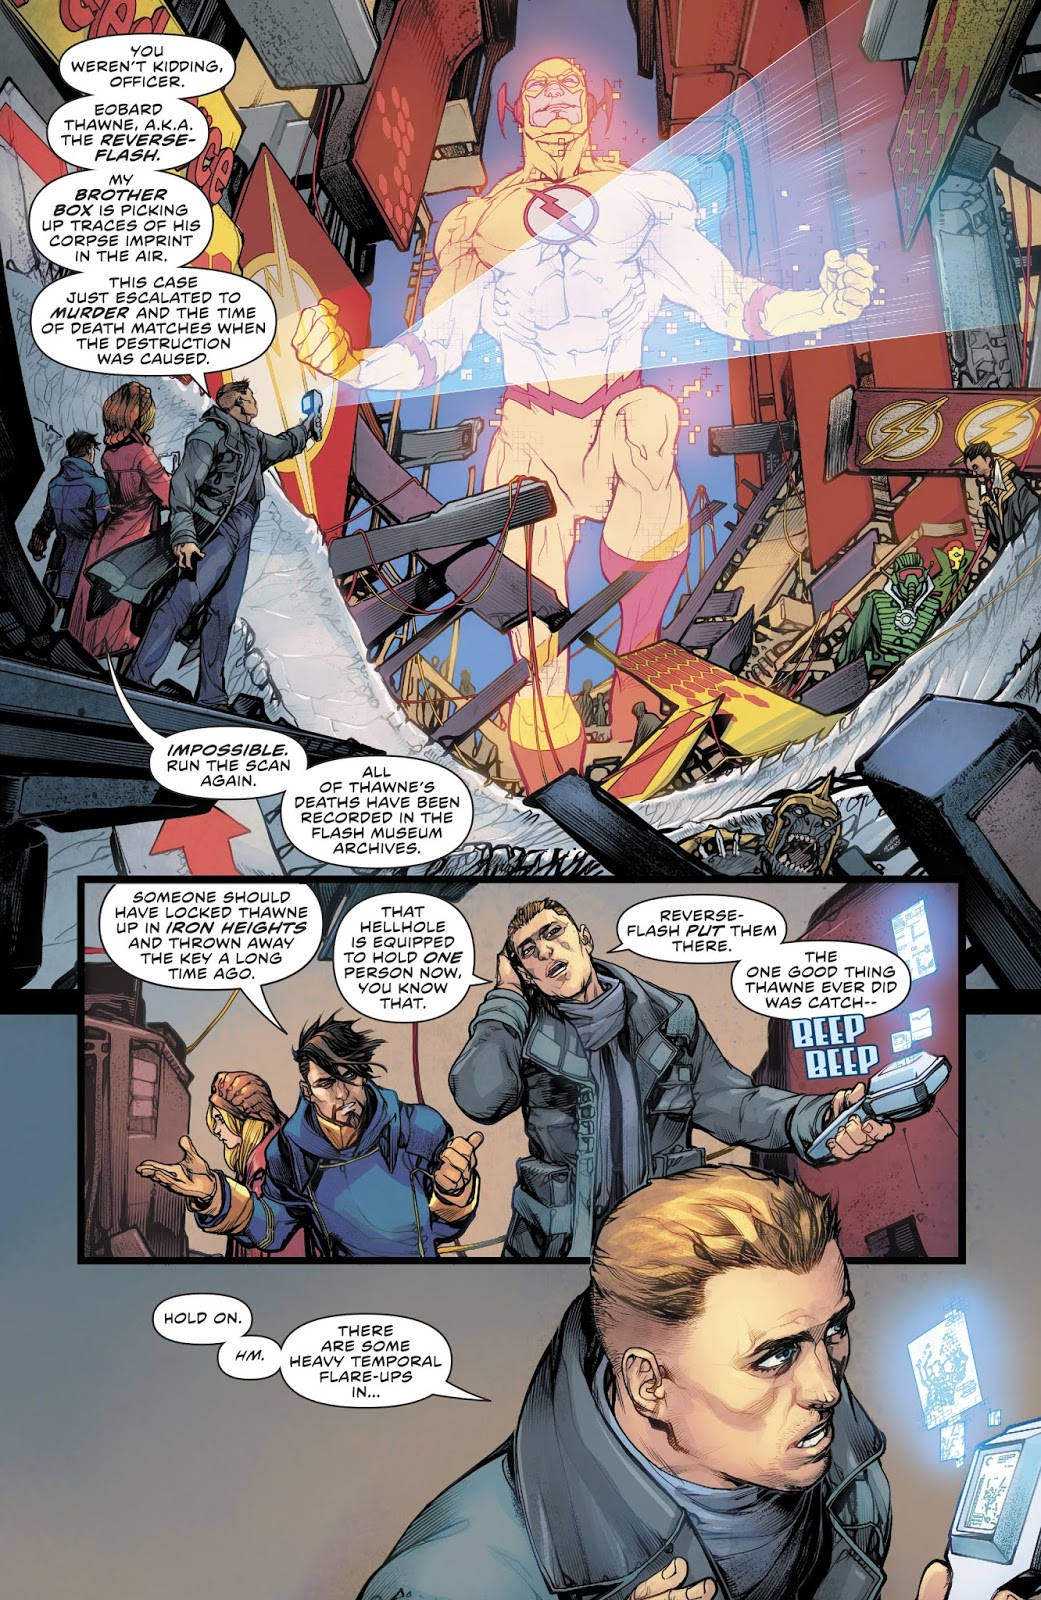 YOU
WEREN'T KIDDING,
OFFICER.
EOBARD
THAWNE, A.K.A.
THE REVERSE-
FLASH.
MY
BROTHER
BOX IS PICKING
UP TRACES OF HIS
CORPSE IMPRINT
IN THE AIR.
THIS CASE
JUST ESCALATED TO
MURDER AND THE TIME
OF DEATH MATCHES WHEN
THE DESTRUCTION
WAS CAUSED.
IMPOSSIBLE.
RUN THE SCAN
AGAIN.
ALL
OF THAWNE'S
DEATHS HAVE BEEN
RECORDED IN THE
FLASH MUSEUM
ARCHIVES.
SOMEONE SHOULD
HAVE LOCKED THAWNE
UP IN IRON HEIGHTS
AND THROWN AWAY
THE KEY A LONG
TIME AGO.
THAT
HELLHOLE
IS EQUIPPED
TO HOLD ONE
PERSON NOW,
YOU KNOW
THAT.
REVERSE-
FLASH PUT THEM
THERE.
THE
ONE GOOD THING
THAWNE EVER DID
WAS CATCH--
BEEP
BEEP
HOLD ON.
HM.
THERE
ARE SOME
HEAVY TEMPORAL
FLARE-UPS
IN...